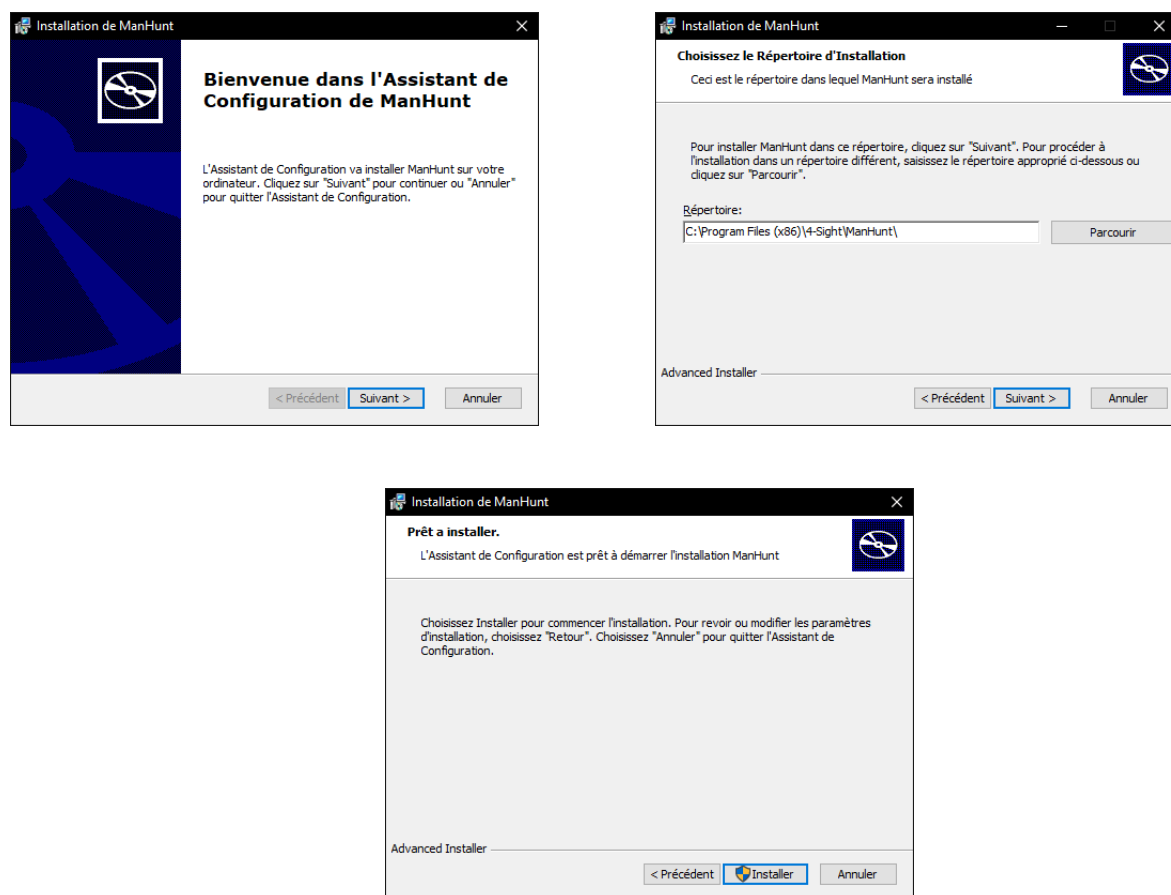 Installation de ManHunt
Bienvenue dans l'Assistant de
Configuration de ManHunt
L'Assistant de Configuration va installer ManHunt sur votre
ordinateur. Cliquez sur "Suivant" pour continuer ou "Annuler"
pour quitter l'Assistant de Configuration.
< Précédent
Suivant >
Annuler
Installation de ManHunt
Choisissez le Répertoire d'Installation
Ceci est le répertoire dans lequel ManHunt sera installé
Pour installer ManHunt dans ce répertoire, cliquez sur "Suivant". Pour procéder à
l'installation dans un répertoire différent, saisissez le répertoire approprié ci-dessous ou
cliquez sur "Parcourir".
Répertoire:
C:\Program Files (x86)\4-Sight\ManHunt\
Parcourir
Advanced Installer
< Précédent
Suivant >
Annuler
Installation de ManHunt
Prêt a installer.
L'Assistant de Configuration est prêt à démarrer l'installation ManHunt
Choisissez Installer pour commencer l'installation. Pour revoir ou modifier les paramètres
d'installation, choisissez "Retour". Choisissez "Annuler" pour quitter l'Assistant de
Configuration.
Advanced Installer
< Précédent
Installer
Annuler